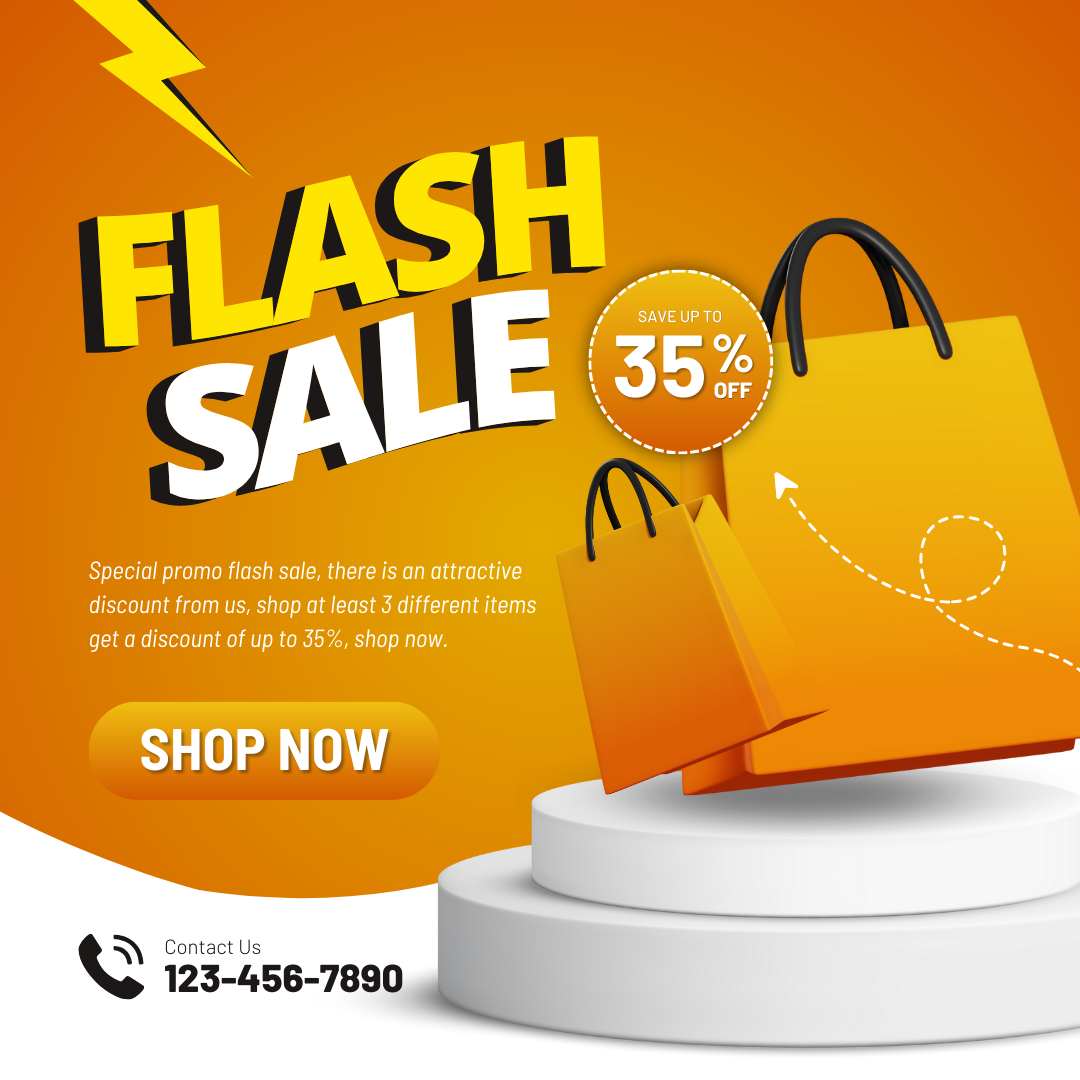 FLASH
SALE
SAVE UP TO
35%
OFF
Special promo flash sale, there is an attractive
discount from us, shop at least 3 different items
get a discount of up to 35%, shop now.
SHOP NOW
Contact Us
123-456-7890